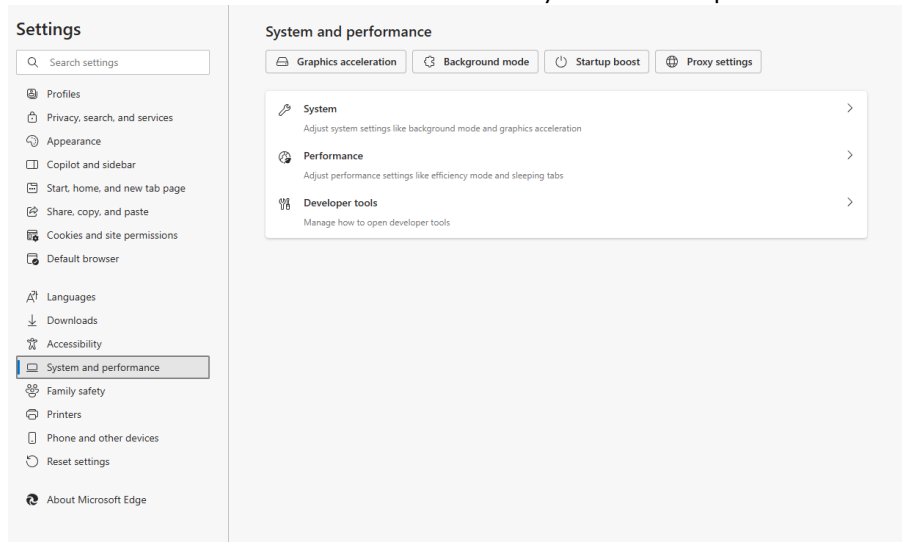 Settings
Search settings
Profiles
Privacy, search, and services
Appearance
Copilot and sidebar
Start, home, and new tab page
Share, copy, and paste
Cookies and site permissions
Default browser
Languages
Downloads
Accessibility
System and performance
Family safety
Printers
Phone and other devices
Reset settings
About Microsoft Edge
System and performance
Graphics acceleration
Background mode
Startup boost
Proxy settings
System
Adjust system settings like background mode and graphics acceleration
Performance
Adjust performance settings like efficiency mode and sleeping tabs
Developer tools
Manage how to open developer tools